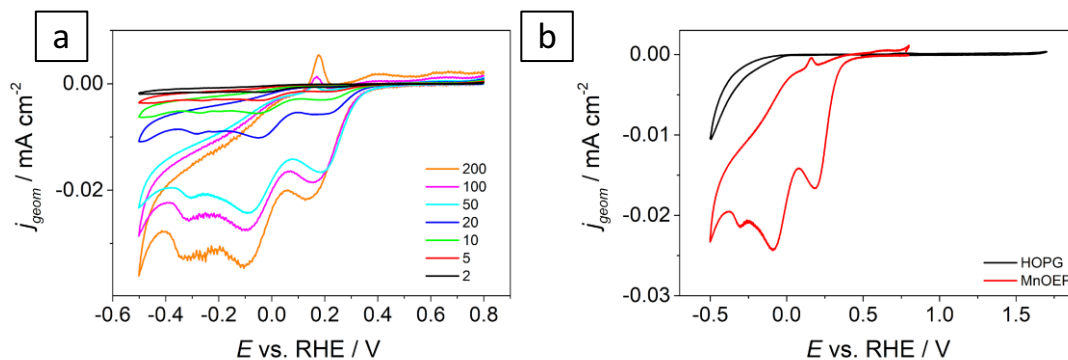 a
0.00
-0.02
j_geom / mA cm⁻²
200
100
50
20
10
5
2
-0.6 -0.4 -0.2 0.0 0.2 0.4 0.6 0.8
E vs. RHE / V
b
0.00
-0.01
-0.02
-0.03
j_geom / mA cm⁻²
HOPG
MnOEP
-0.5 0.0 0.5 1.0 1.5
E vs. RHE / V